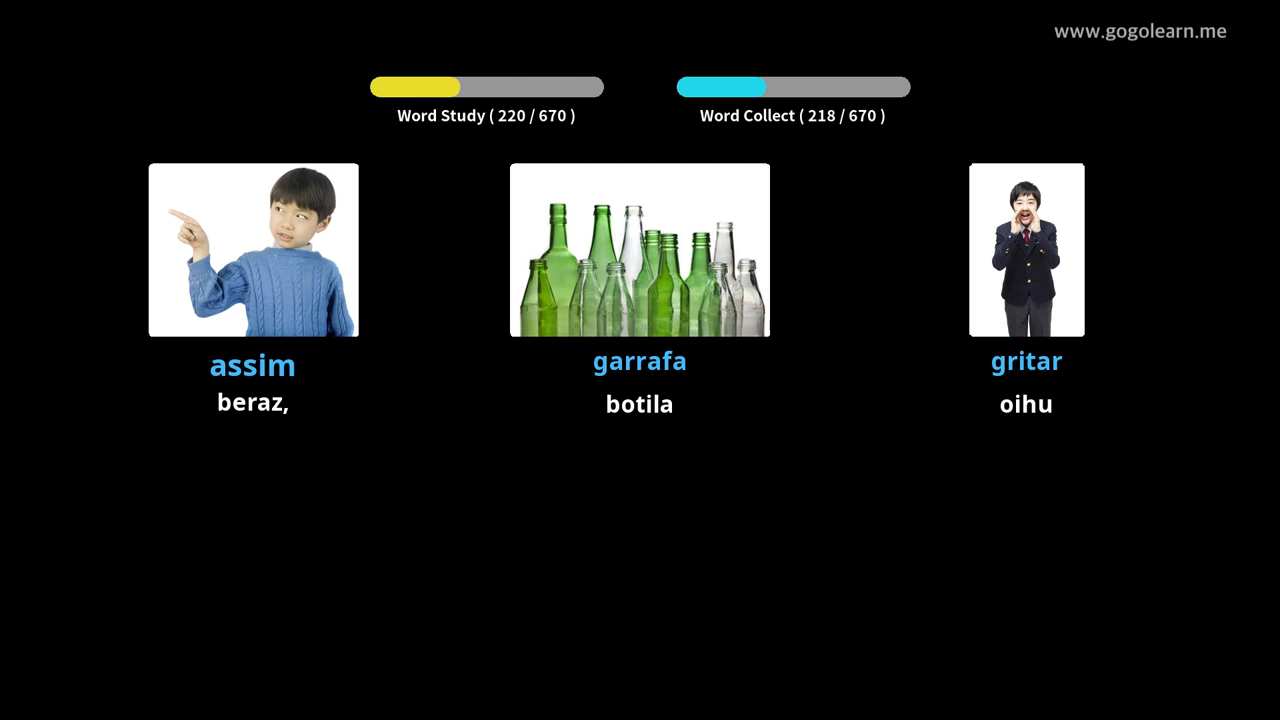 www.gogolearn.me
Word Study ( 220 / 670 )
Word Collect ( 218 / 670 )
assim
beraz,
garrafa
botila
gritar
oihu